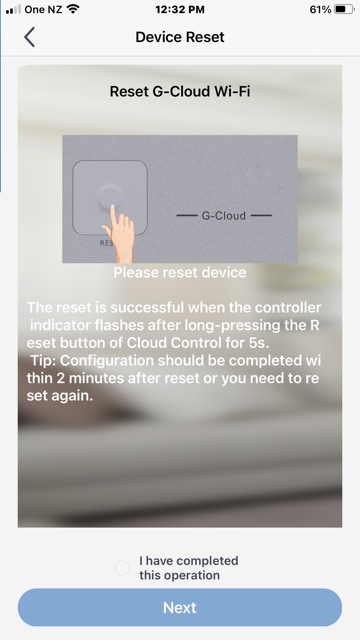 One NZ 12:32 PM 61%
Device Reset
Reset G-Cloud Wi-Fi
G-Cloud
RES
Please reset device
The reset is successful when the controller
indicator flashes after long-pressing the R
eset button of Cloud Control for 5s.
Tip: Configuration should be completed wi
thin 2 minutes after reset or you need to re
set again.
I have completed
this operation
Next